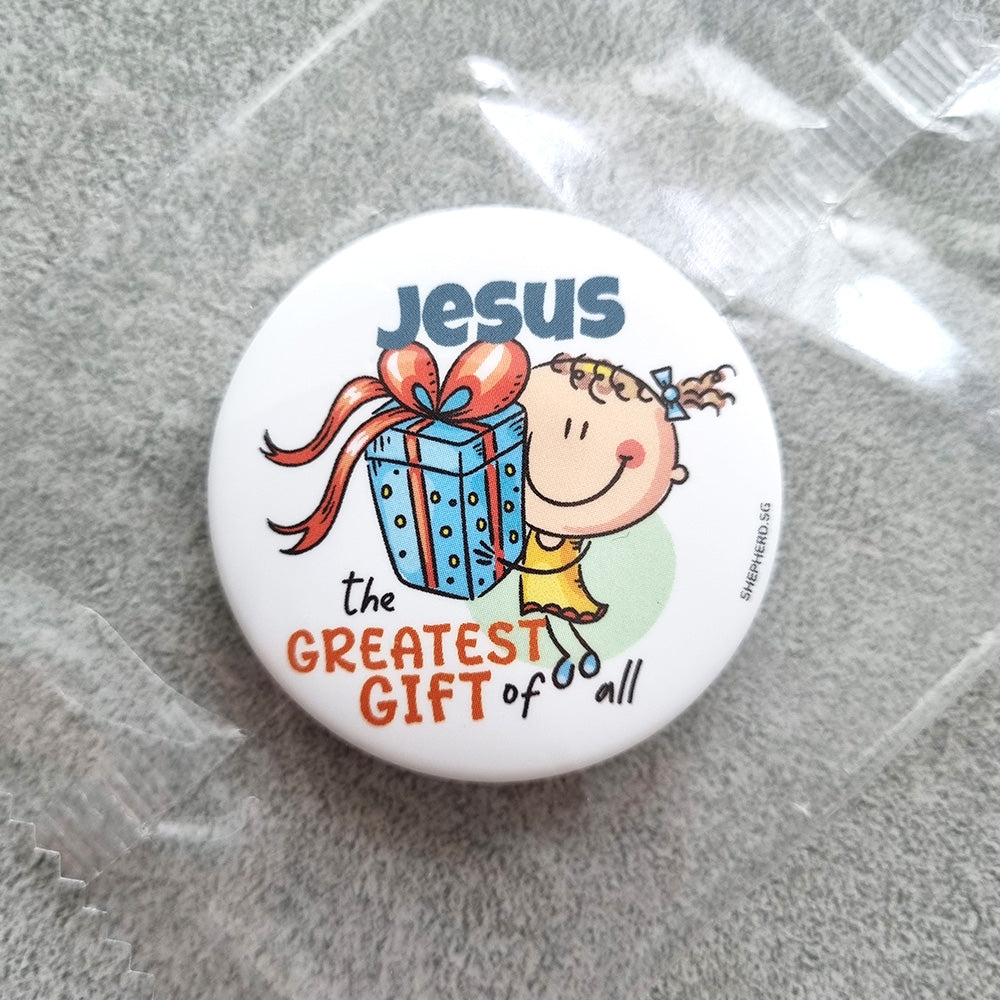 Jesus
the
GREATEST
GIFT of all
SHEPHERD.SG